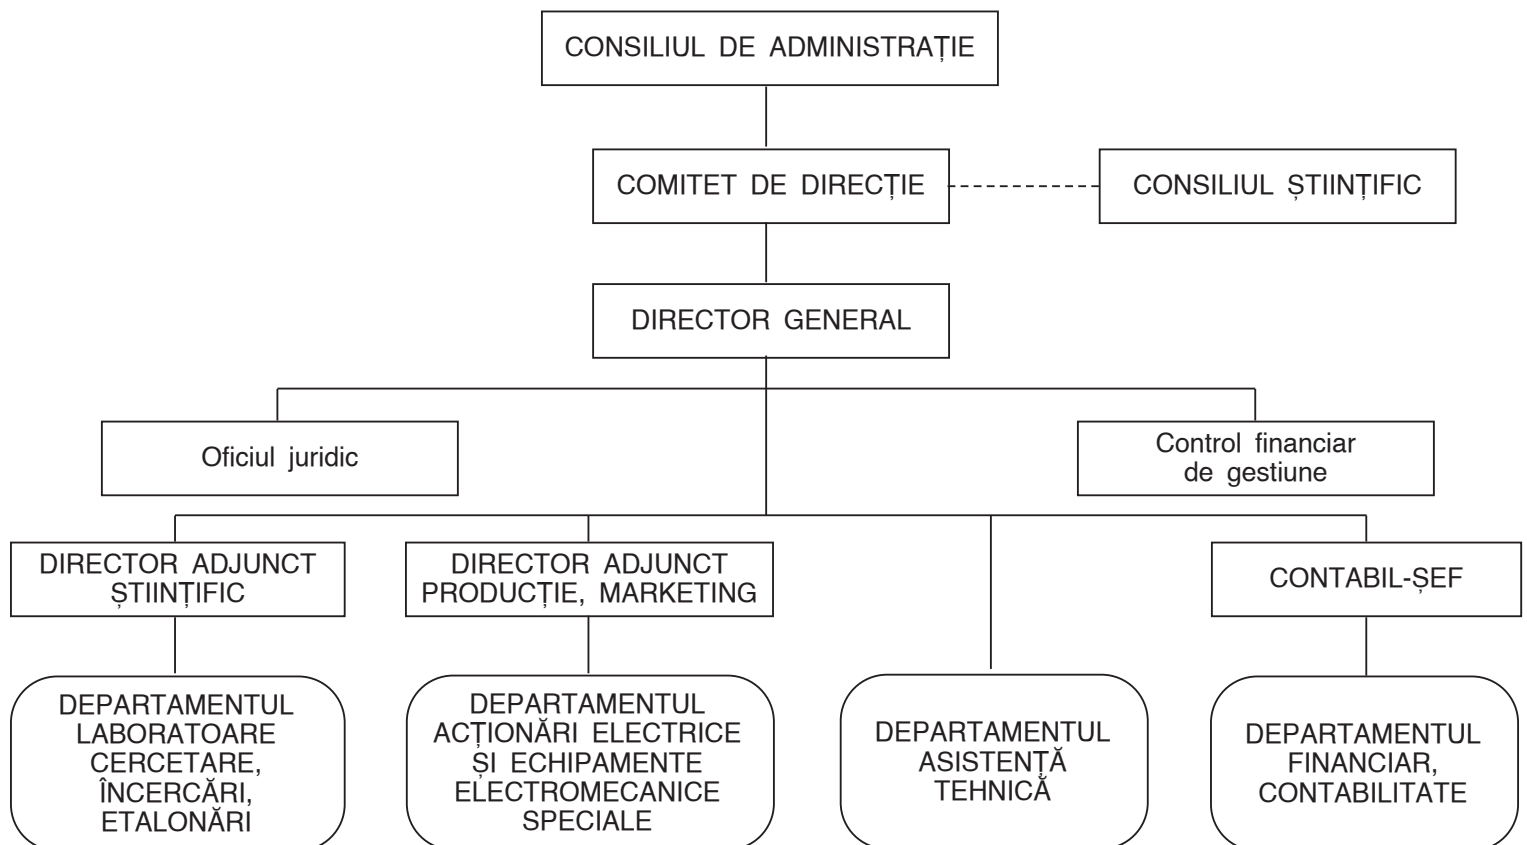 CONSILIUL DE ADMINISTRAȚIE
COMITET DE DIRECȚIE
CONSILIUL ȘTIINȚIFIC
DIRECTOR GENERAL
Oficiul juridic
Control financiar
de gestiune
DIRECTOR ADJUNCT
ȘTIINȚIFIC
DIRECTOR ADJUNCT
PRODUCȚIE, MARKETING
CONTABIL-ȘEF
DEPARTAMENTUL
LABORATOARE
CERCETARE,
ÎNCERCĂRI,
ETALONĂRI
DEPARTAMENTUL
ACȚIONĂRI ELECTRICE
ȘI ECHIPAMENTE
ELECTROMECANICE
SPECIALE
DEPARTAMENTUL
ASISTENȚĂ
TEHNICĂ
DEPARTAMENTUL
FINANCIAR,
CONTABILITATE